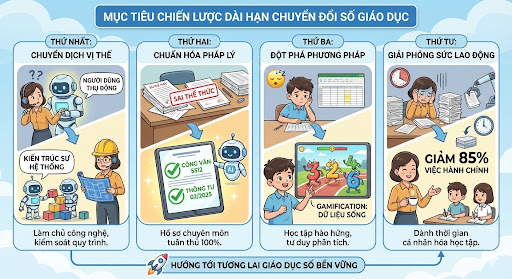 MỤC TIÊU CHIẾN LƯỢC DÀI HẠN CHUYỂN ĐỔI SỐ GIÁO DỤC
THỨ NHẤT:
CHUYỂN DỊCH VỊ THẾ
??
NGƯỜI DÙNG
THỤ ĐỘNG
KIẾN TRÚC SƯ
HỆ THỐNG
Làm chủ công nghệ,
kiểm soát quy trình.
THỨ HAI:
CHUẨN HÓA PHÁP LÝ
SAI THỂ THỨC
CÔNG VĂN
5512
THÔNG TƯ
02/2025
AI
Hồ sơ chuyên môn
tuân thủ 100%.
THỨ BA:
ĐỘT PHÁ PHƯƠNG PHÁP
3 2 6
GAMIFICATION:
DỮ LIỆU SỐNG
Học tập hào hứng,
tư duy phân tích.
THỨ TƯ:
GIẢI PHÓNG SỨC LAO ĐỘNG
GIẢM 85%
VIỆC HÀNH CHÍNH
Dành thời gian
cá nhân hóa học tập.
HƯỚNG TỚI TƯƠNG LAI GIÁO DỤC SỐ BỀN VỮNG